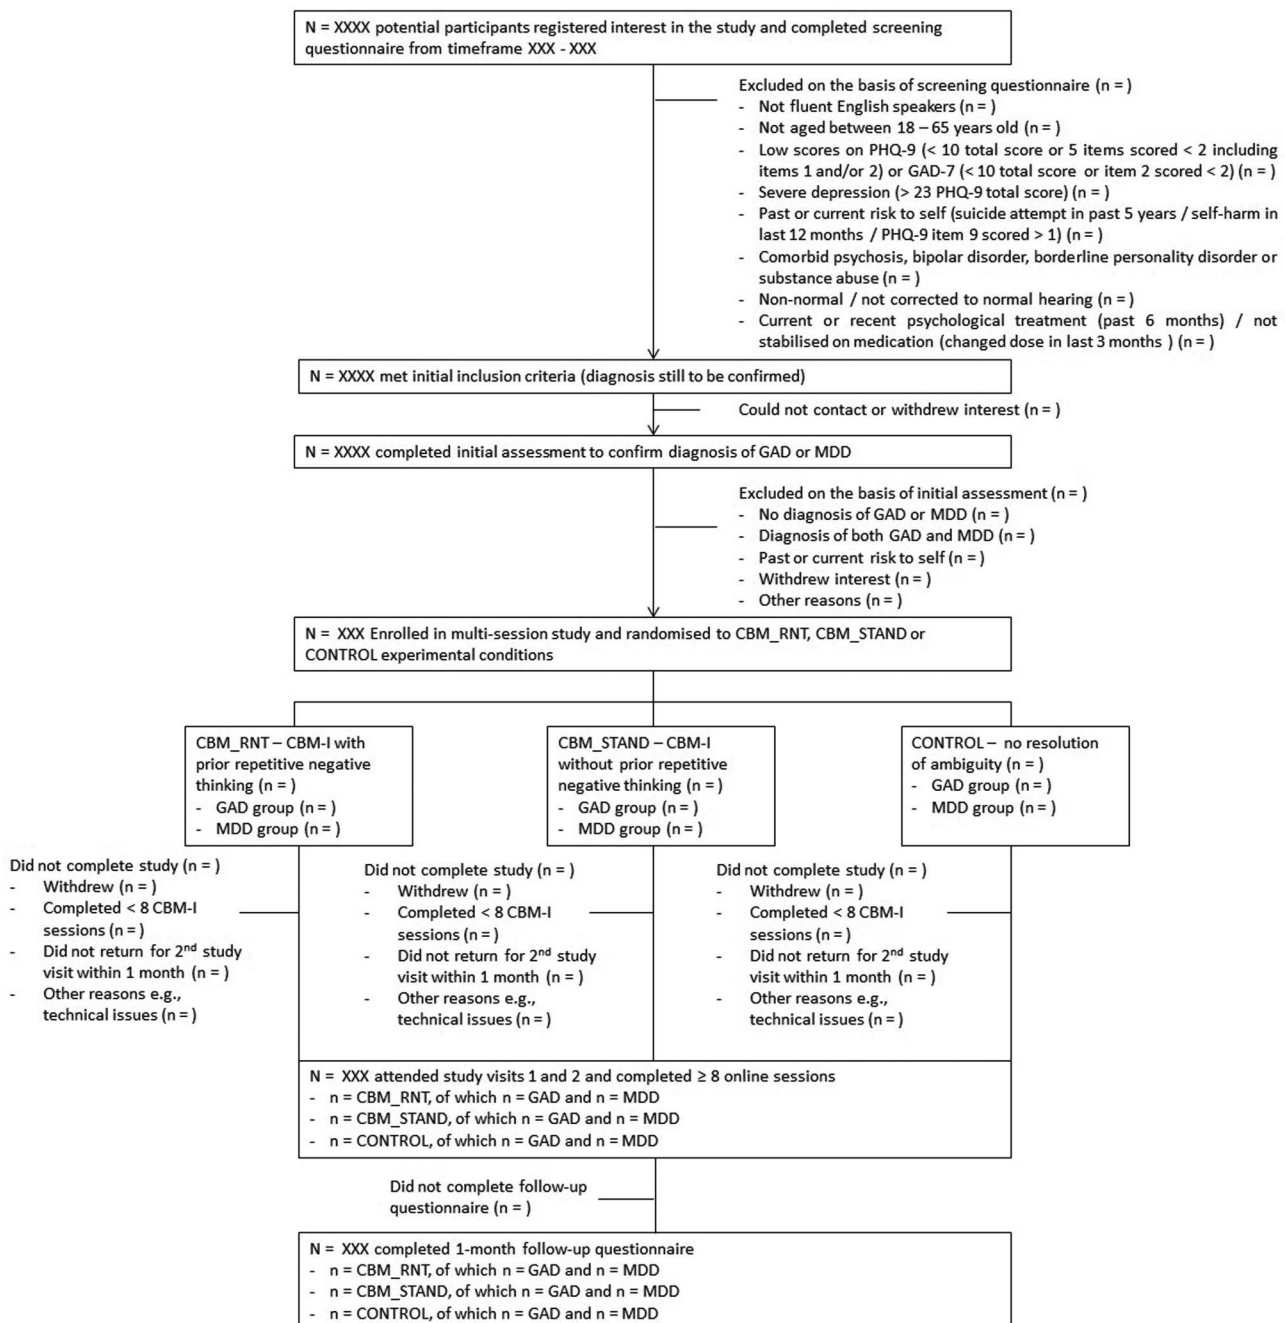 N = XXXX potential participants registered interest in the study and completed screening
questionnaire from timeframe XXX - XXX
Excluded on the basis of screening questionnaire (n = )
- Not fluent English speakers (n = )
- Not aged between 18 – 65 years old (n = )
- Low scores on PHQ-9 (< 10 total score or 5 items scored < 2 including
items 1 and/or 2) or GAD-7 (< 10 total score or item 2 scored < 2) (n = )
- Severe depression (> 23 PHQ-9 total score) (n = )
- Past or current risk to self (suicide attempt in past 5 years / self-harm in
last 12 months / PHQ-9 item 9 scored > 1) (n = )
- Comorbid psychosis, bipolar disorder, borderline personality disorder or
substance abuse (n = )
- Non-normal / not corrected to normal hearing (n = )
- Current or recent psychological treatment (past 6 months) / not
stabilised on medication (changed dose in last 3 months ) (n = )
N = XXXX met initial inclusion criteria (diagnosis still to be confirmed)
Could not contact or withdrew interest (n = )
N = XXXX completed initial assessment to confirm diagnosis of GAD or MDD
Excluded on the basis of initial assessment (n = )
- No diagnosis of GAD or MDD (n = )
- Diagnosis of both GAD and MDD (n = )
- Past or current risk to self (n = )
- Withdrew interest (n = )
- Other reasons (n = )
N = XXX Enrolled in multi-session study and randomised to CBM_RNT, CBM_STAND or
CONTROL experimental conditions
CBM_RNT – CBM-I with
prior repetitive negative
thinking (n = )
- GAD group (n = )
- MDD group (n = )
CBM_STAND – CBM-I
without prior repetitive
negative thinking (n = )
- GAD group (n = )
- MDD group (n = )
CONTROL – no resolution
of ambiguity (n = )
- GAD group (n = )
- MDD group (n = )
Did not complete study (n = )
- Withdrew (n = )
- Completed < 8 CBM-I
sessions (n = )
- Did not return for 2nd study
visit within 1 month (n = )
- Other reasons e.g.,
technical issues (n = )
Did not complete study (n = )
- Withdrew (n = )
- Completed < 8 CBM-I
sessions (n = )
- Did not return for 2nd study
visit within 1 month (n = )
- Other reasons e.g.,
technical issues (n = )
Did not complete study (n = )
- Withdrew (n = )
- Completed < 8 CBM-I
sessions (n = )
- Did not return for 2nd study
visit within 1 month (n = )
- Other reasons e.g.,
technical issues (n = )
N = XXX attended study visits 1 and 2 and completed ≥ 8 online sessions
- n = CBM_RNT, of which n = GAD and n = MDD
- n = CBM_STAND, of which n = GAD and n = MDD
- n = CONTROL, of which n = GAD and n = MDD
Did not complete follow-up
questionnaire (n = )
N = XXX completed 1-month follow-up questionnaire
- n = CBM_RNT, of which n = GAD and n = MDD
- n = CBM_STAND, of which n = GAD and n = MDD
- n = CONTROL, of which n = GAD and n = MDD